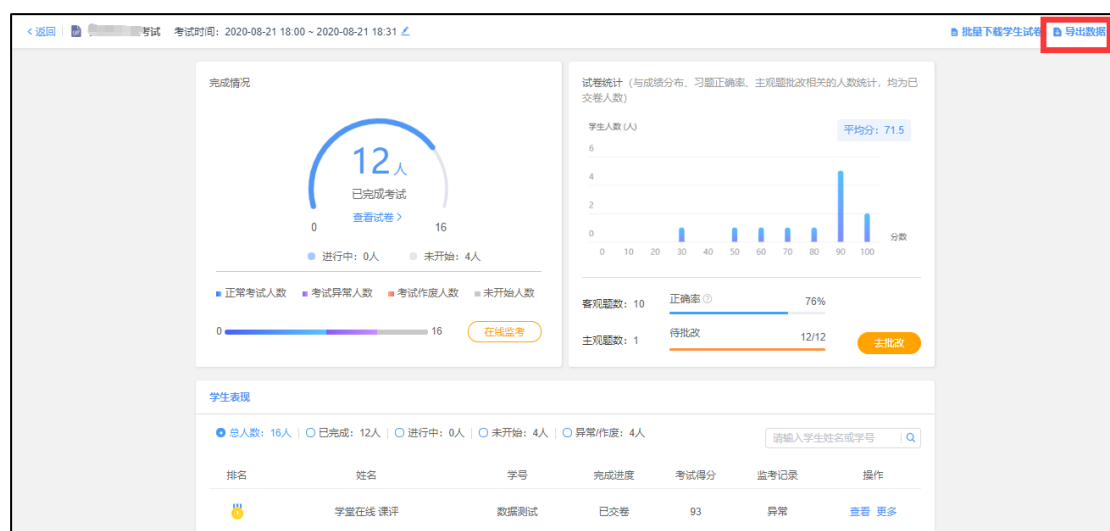 返回 考试 考试时间：2020-08-21 18:00 ~ 2020-08-21 18:31 批量下载学生试卷 导出数据
完成情况
12人
已完成考试
查看试卷
0 16
进行中：0人 未开始：4人
正常考试人数 考试异常人数 考试作废人数 未开始人数
0 16 在线监考
试卷统计（与成绩分布、习题正确率、主观题批改相关的人数统计，均为已
交卷人数）
学生人数(人) 平均分：71.5
6
4
2
0
分数
0 10 20 30 40 50 60 70 80 90 100
客观题数：10 正确率 76%
主观题数：1 待批改 12/12 去批改
学生表现
总人数：16人 已完成：12人 进行中：0人 未开始：4人 异常/作废：4人 请输入学生姓名或学号
排名 姓名 学号 完成进度 考试得分 监考记录 操作
学堂在线 课评 数据测试 已交卷 93 异常 查看 更多